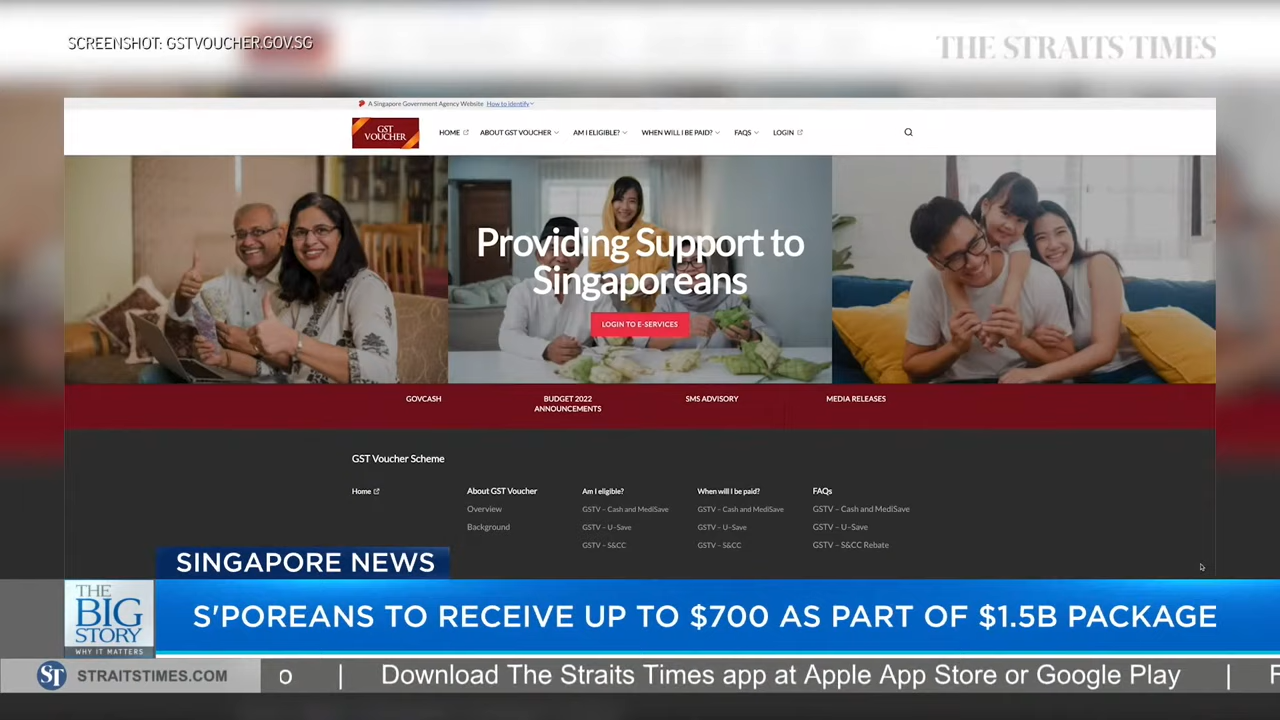 SCREENSHOT: GSTVOUCHER.GOV.SG
THE STRAITS TIMES
A Singapore Government Agency Website How to identify
GST
VOUCHER
HOME ABOUT GST VOUCHER AM I ELIGIBLE? WHEN WILL I BE PAID? FAQS LOGIN
Providing Support to
Singaporeans
LOGIN TO E-SERVICES
GOVCASH
BUDGET 2022
ANNOUNCEMENTS
SMS ADVISORY
MEDIA RELEASES
GST Voucher Scheme
Home
About GST Voucher
Overview
Background
Am I eligible?
GSTV – Cash and MediSave
GSTV – U-Save
GSTV – S&CC
When will I be paid?
GSTV – Cash and MediSave
GSTV – U-Save
GSTV – S&CC
FAQs
GSTV – Cash and MediSave
GSTV – U-Save
GSTV – S&CC Rebate
SINGAPORE NEWS
THE
BIG
STORY
WHY IT MATTERS
S'POREANS TO RECEIVE UP TO $700 AS PART OF $1.5B PACKAGE
ST STRAITSTIMES.COM
o | Download The Straits Times app at Apple App Store or Google Play | F